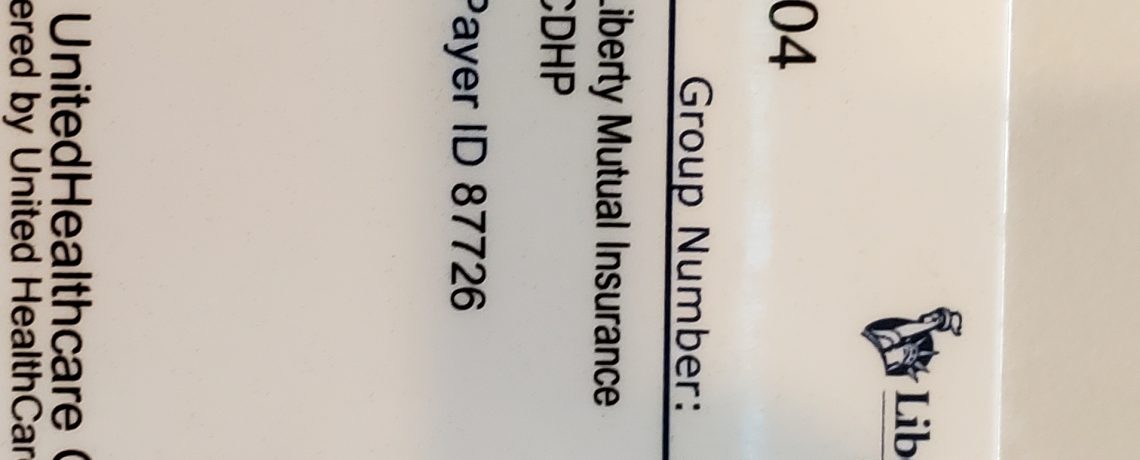 04
Lib
Group Number:
Liberty Mutual Insurance
CDHP
Payer ID 87726
UnitedHealthcare
ered by United HealthCar